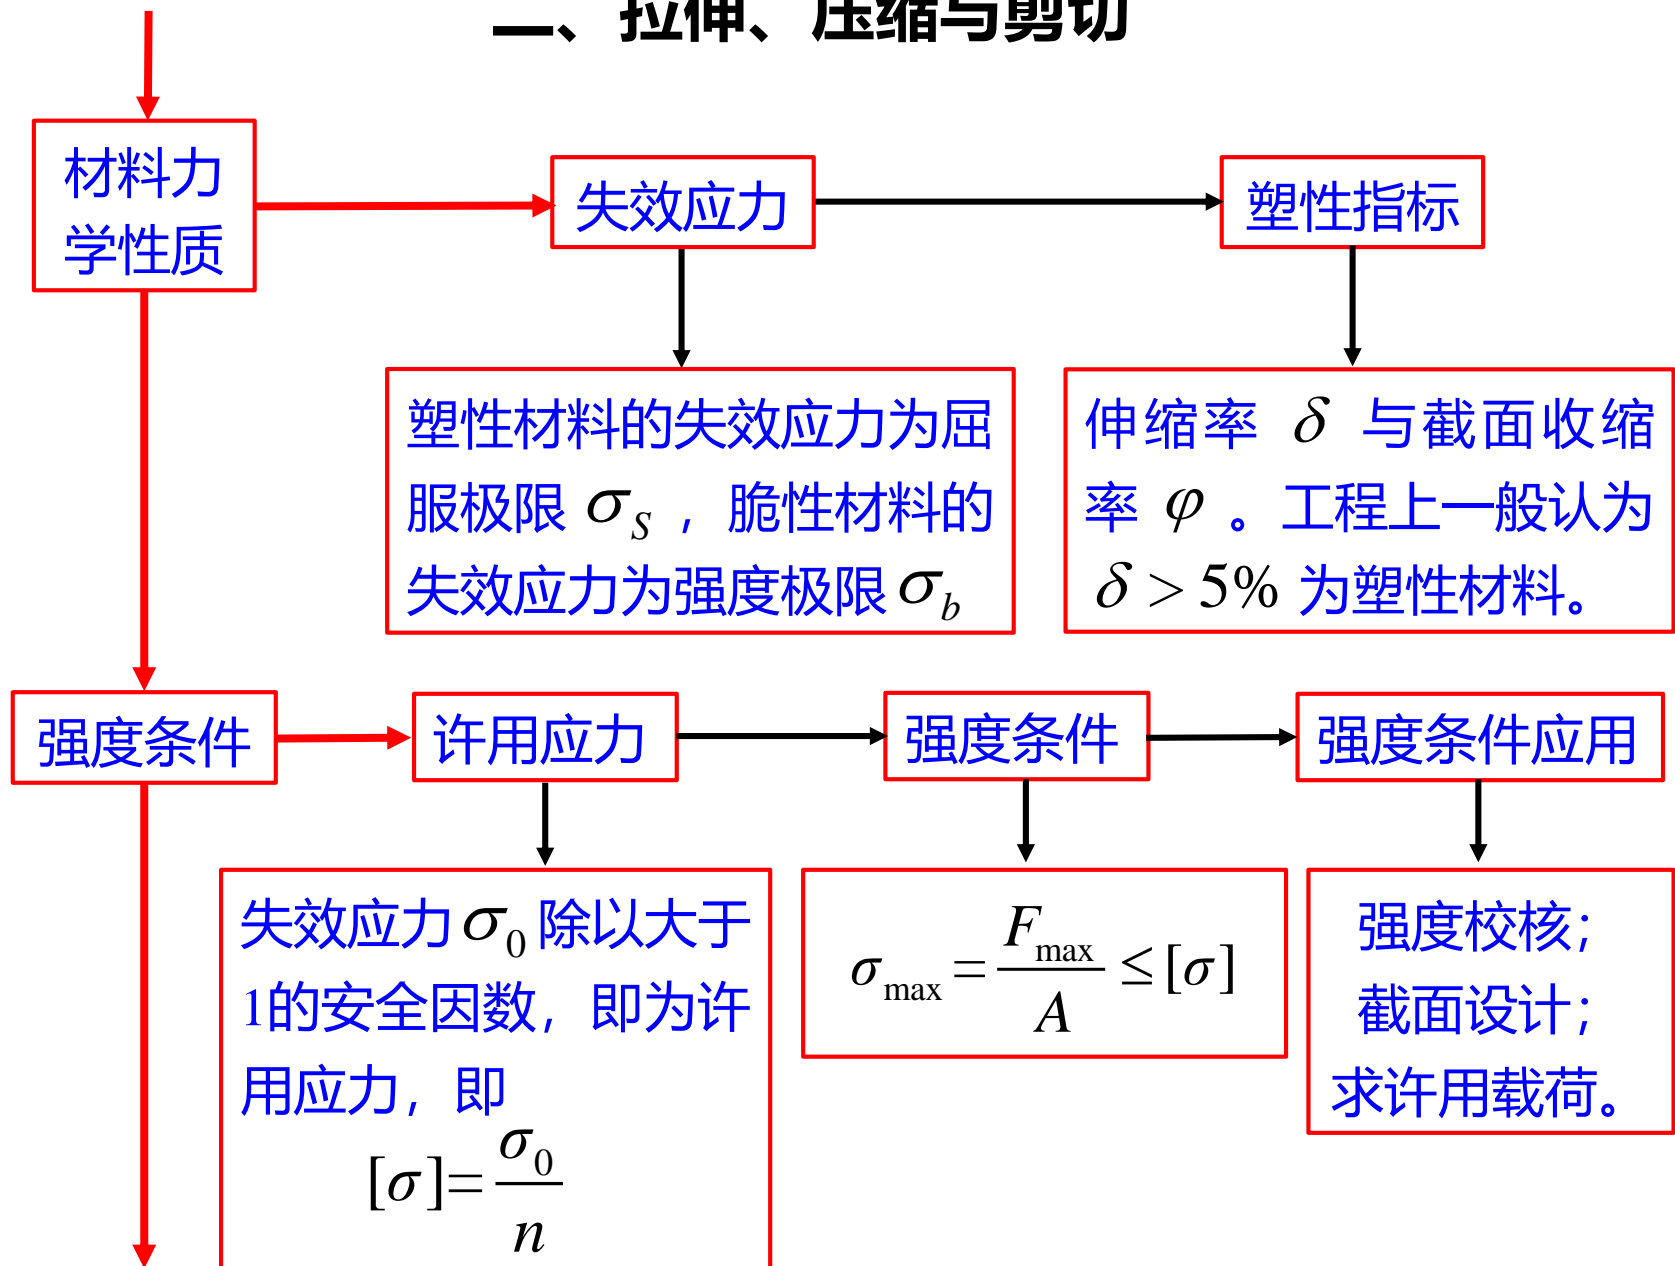 二、拉伸、压缩与剪切
材料力
学性质
失效应力
塑性指标
塑性材料的失效应力为屈
服极限 σ_S ，脆性材料的
失效应力为强度极限 σ_b
伸缩率 δ 与截面收缩
率 φ 。工程上一般认为
δ > 5% 为塑性材料。
强度条件
许用应力
强度条件
强度条件应用
失效应力 σ_0 除以大于
1的安全因数，即为许
用应力，即
[σ]=σ_0/n
σ_max = F_max/A ≤ [σ]
强度校核；
截面设计；
求许用载荷。